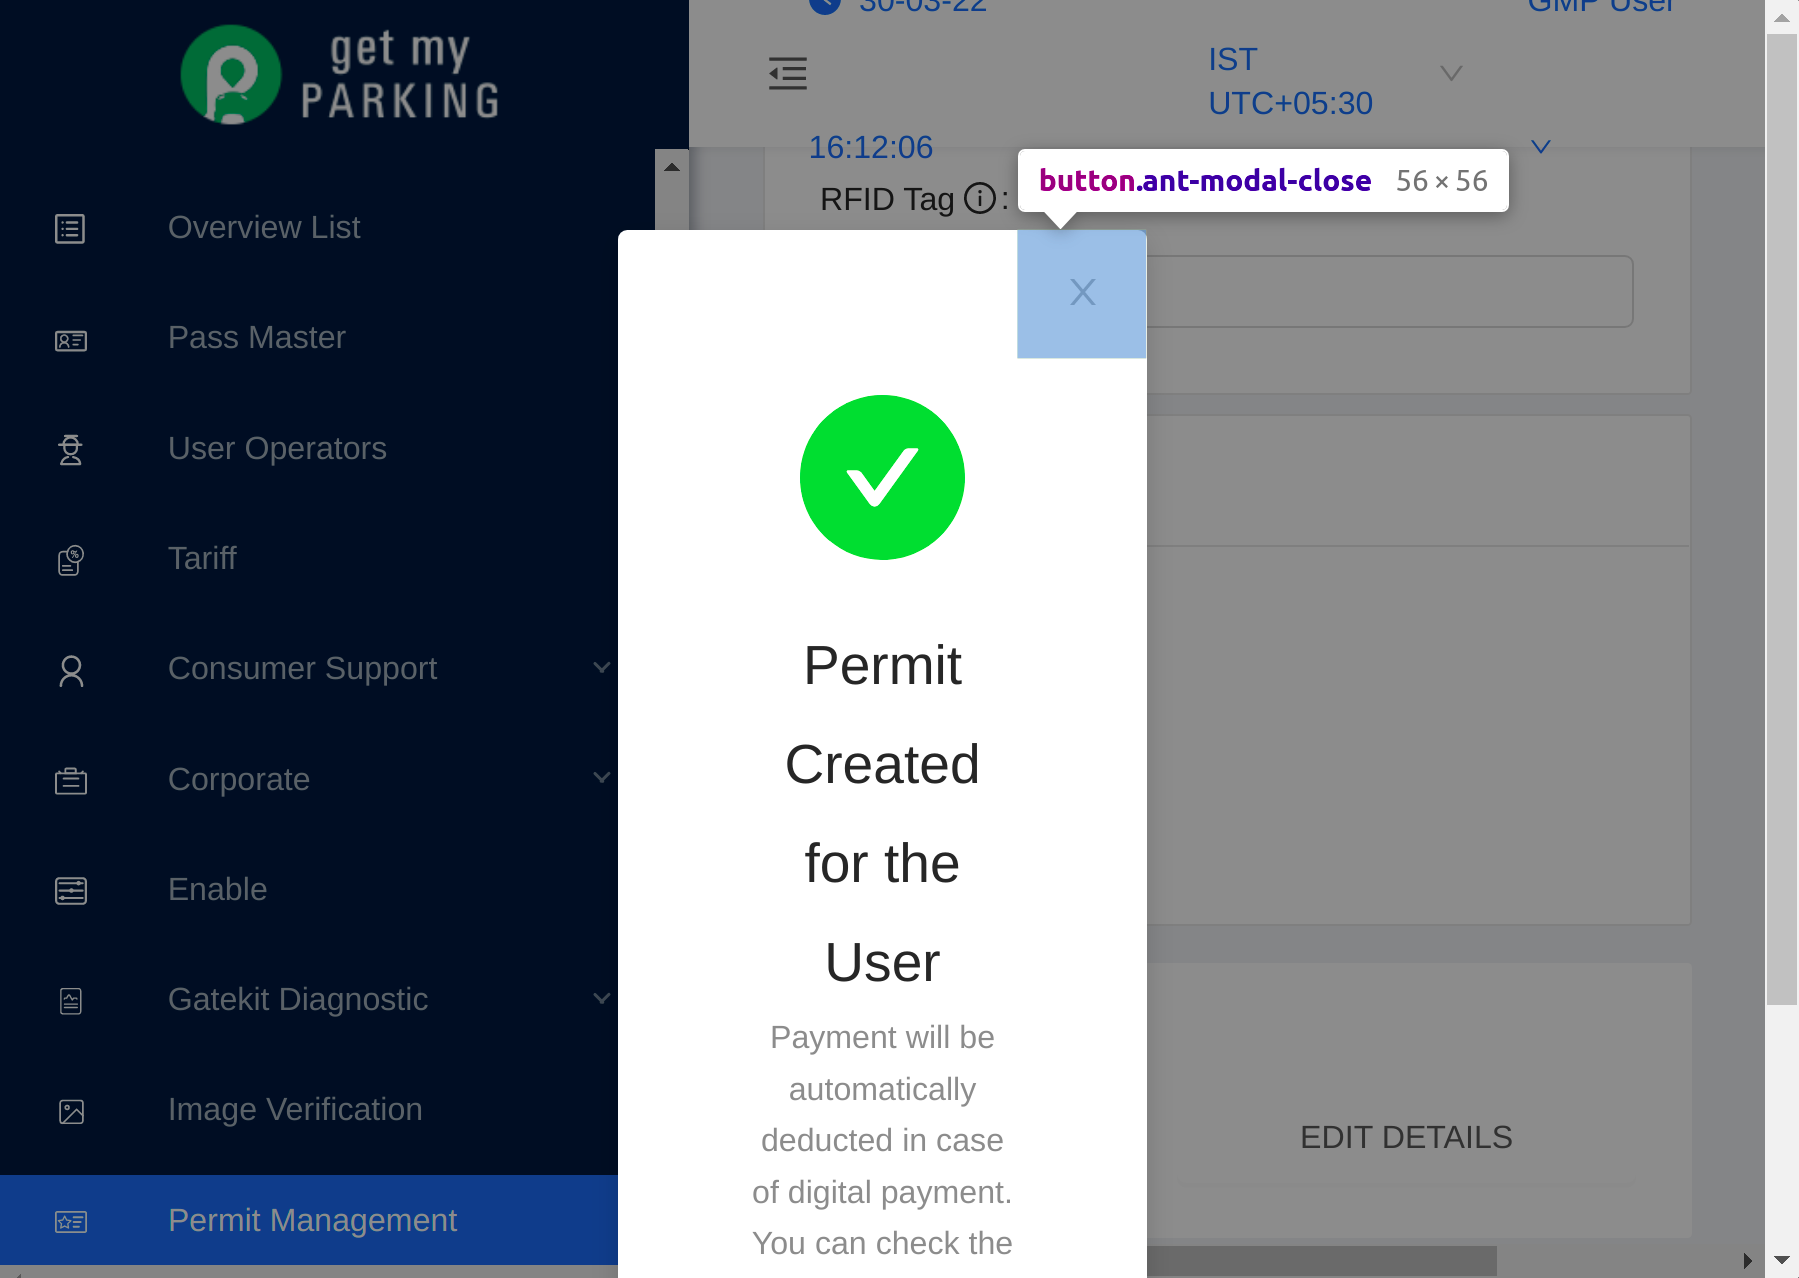 get my
PARKING
Overview List
Pass Master
User Operators
Tariff
Consumer Support
Corporate
Enable
Gatekit Diagnostic
Image Verification
Permit Management
30-03-22
GMP User
IST
UTC+05:30
16:12:06
RFID Tag :
button.ant-modal-close 56 × 56
Permit
Created
for the
User
Payment will be
automatically
deducted in case
of digital payment.
You can check the
EDIT DETAILS